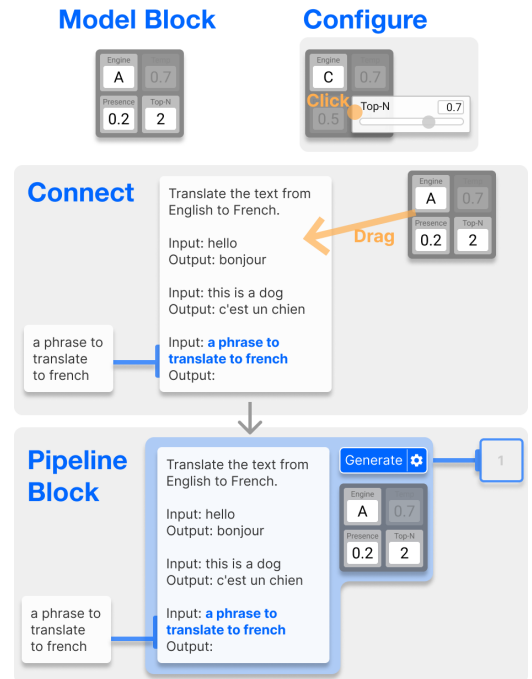 Model Block
Engine
A
0.7
Presence
0.2
Top-N
2
Configure
Engine
C
0.7
Click
0.5
Top-N
0.7
Connect
Translate the text from
English to French.
Input: hello
Output: bonjour
Input: this is a dog
Output: c'est un chien
Input: a phrase to
translate to french
Output:
a phrase to
translate
to french
Drag
Engine
A
0.7
Presence
0.2
Top-N
2
Pipeline
Block
Translate the text from
English to French.
Input: hello
Output: bonjour
Input: this is a dog
Output: c'est un chien
Input: a phrase to
translate to french
Output:
a phrase to
translate
to french
Generate
1
Engine
A
0.7
Presence
0.2
Top-N
2